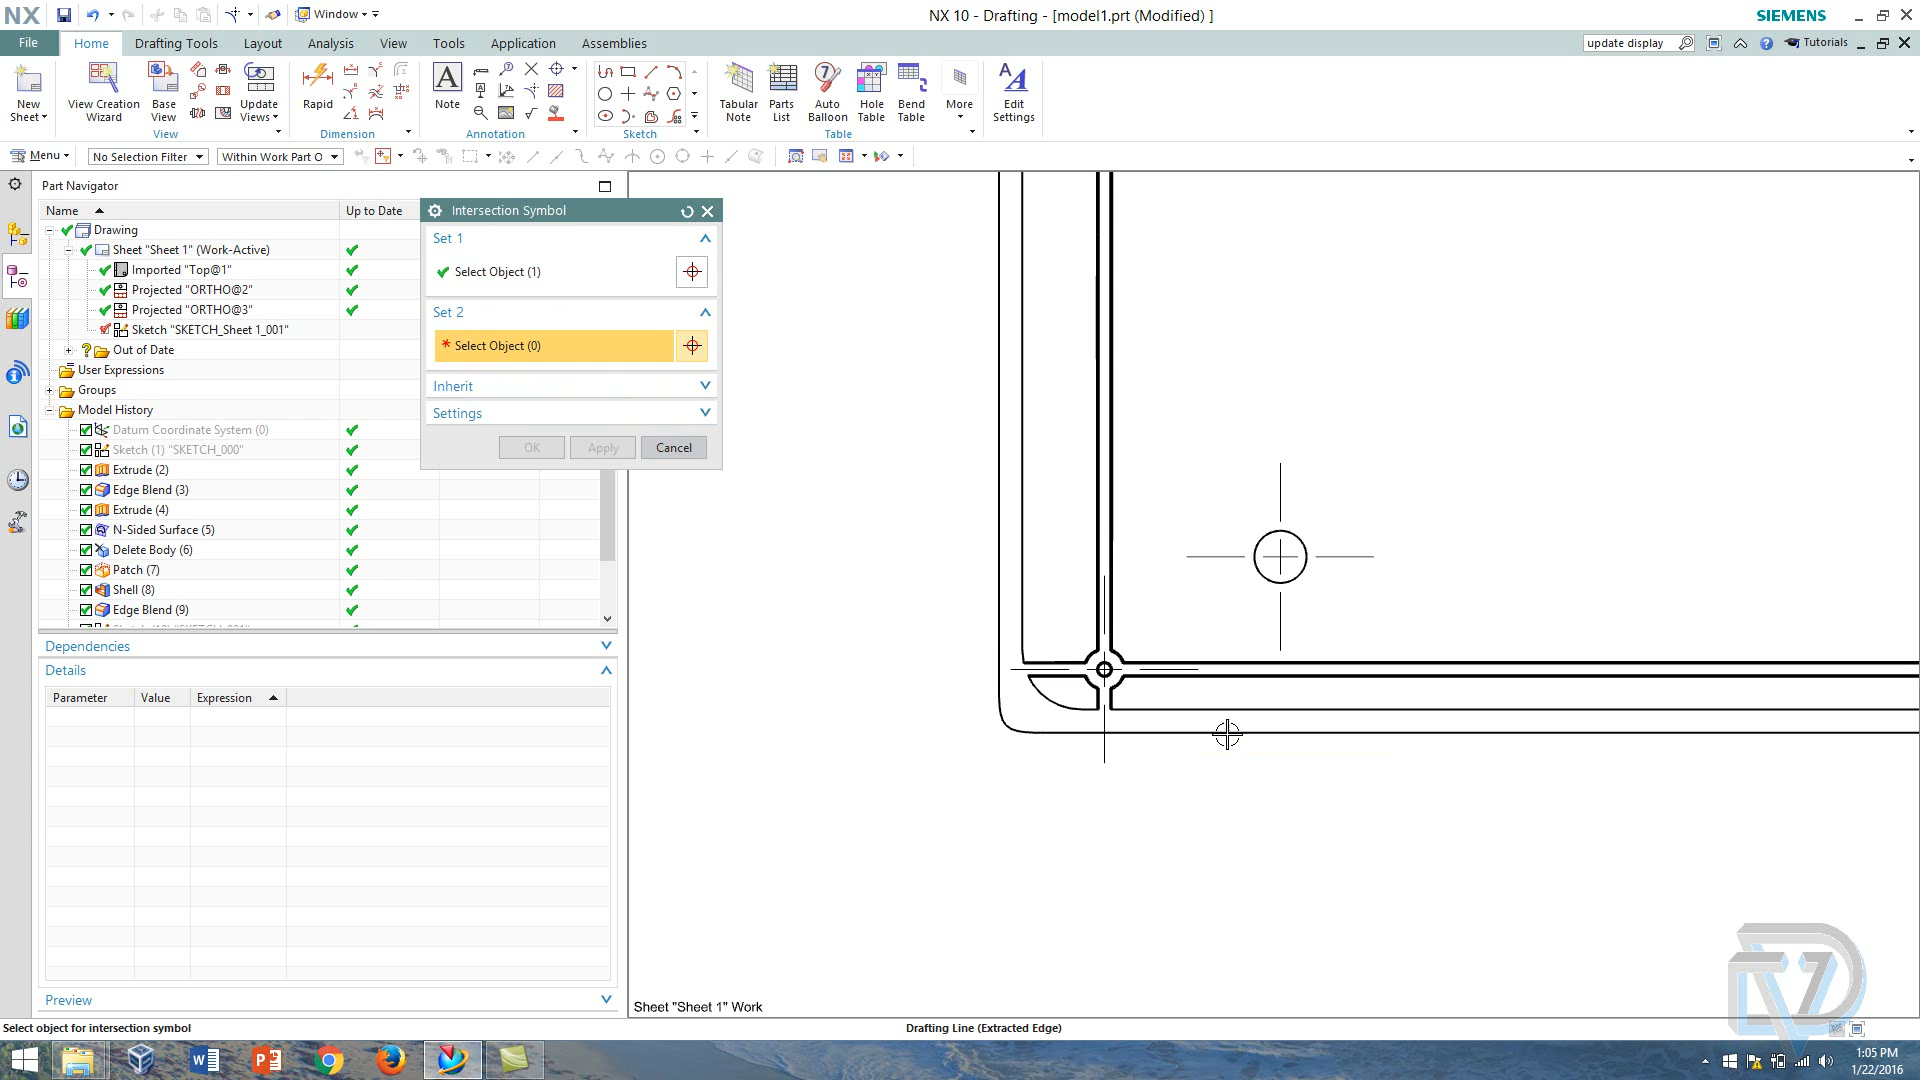 NX
Window
NX 10 - Drafting - [model1.prt (Modified) ]
SIEMENS
File
Home
Drafting Tools
Layout
Analysis
View
Tools
Application
Assemblies
update display
Tutorials
New Sheet
View Creation Wizard
Base View
Update Views
Rapid
Note
Tabular Note
Parts List
Auto Balloon
Hole Table
Bend Table
More
Edit Settings
View
Dimension
Annotation
Sketch
Table
Menu
No Selection Filter
Within Work Part O
Part Navigator
Name
Up to Date
Drawing
Sheet "Sheet 1" (Work-Active)
Imported "Top@1"
Projected "ORTHO@2"
Projected "ORTHO@3"
Sketch "SKETCH_Sheet 1_001"
Out of Date
User Expressions
Groups
Model History
Datum Coordinate System (0)
Sketch (1) "SKETCH_000"
Extrude (2)
Edge Blend (3)
Extrude (4)
N-Sided Surface (5)
Delete Body (6)
Patch (7)
Shell (8)
Edge Blend (9)
Intersection Symbol
Set 1
Select Object (1)
Set 2
* Select Object (0)
Inherit
Settings
OK
Apply
Cancel
Dependencies
Details
Parameter
Value
Expression
Preview
Sheet "Sheet 1" Work
Select object for intersection symbol
Drafting Line (Extracted Edge)
1:05 PM
1/22/2016